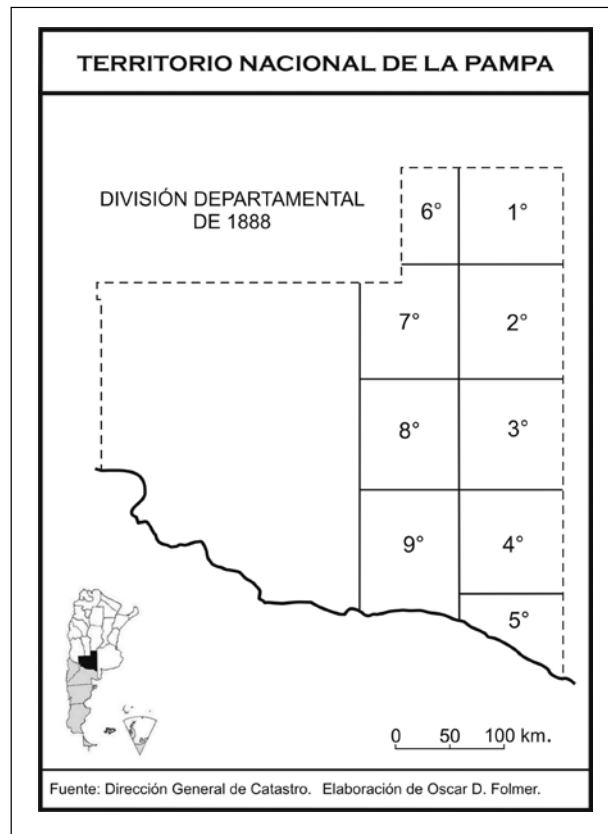 TERRITORIO NACIONAL DE LA PAMPA
DIVISIÓN DEPARTAMENTAL
DE 1888
6° 1°
7° 2°
8° 3°
9° 4°
5°
0 50 100 km.
Fuente: Dirección General de Catastro. Elaboración de Oscar D. Folmer.